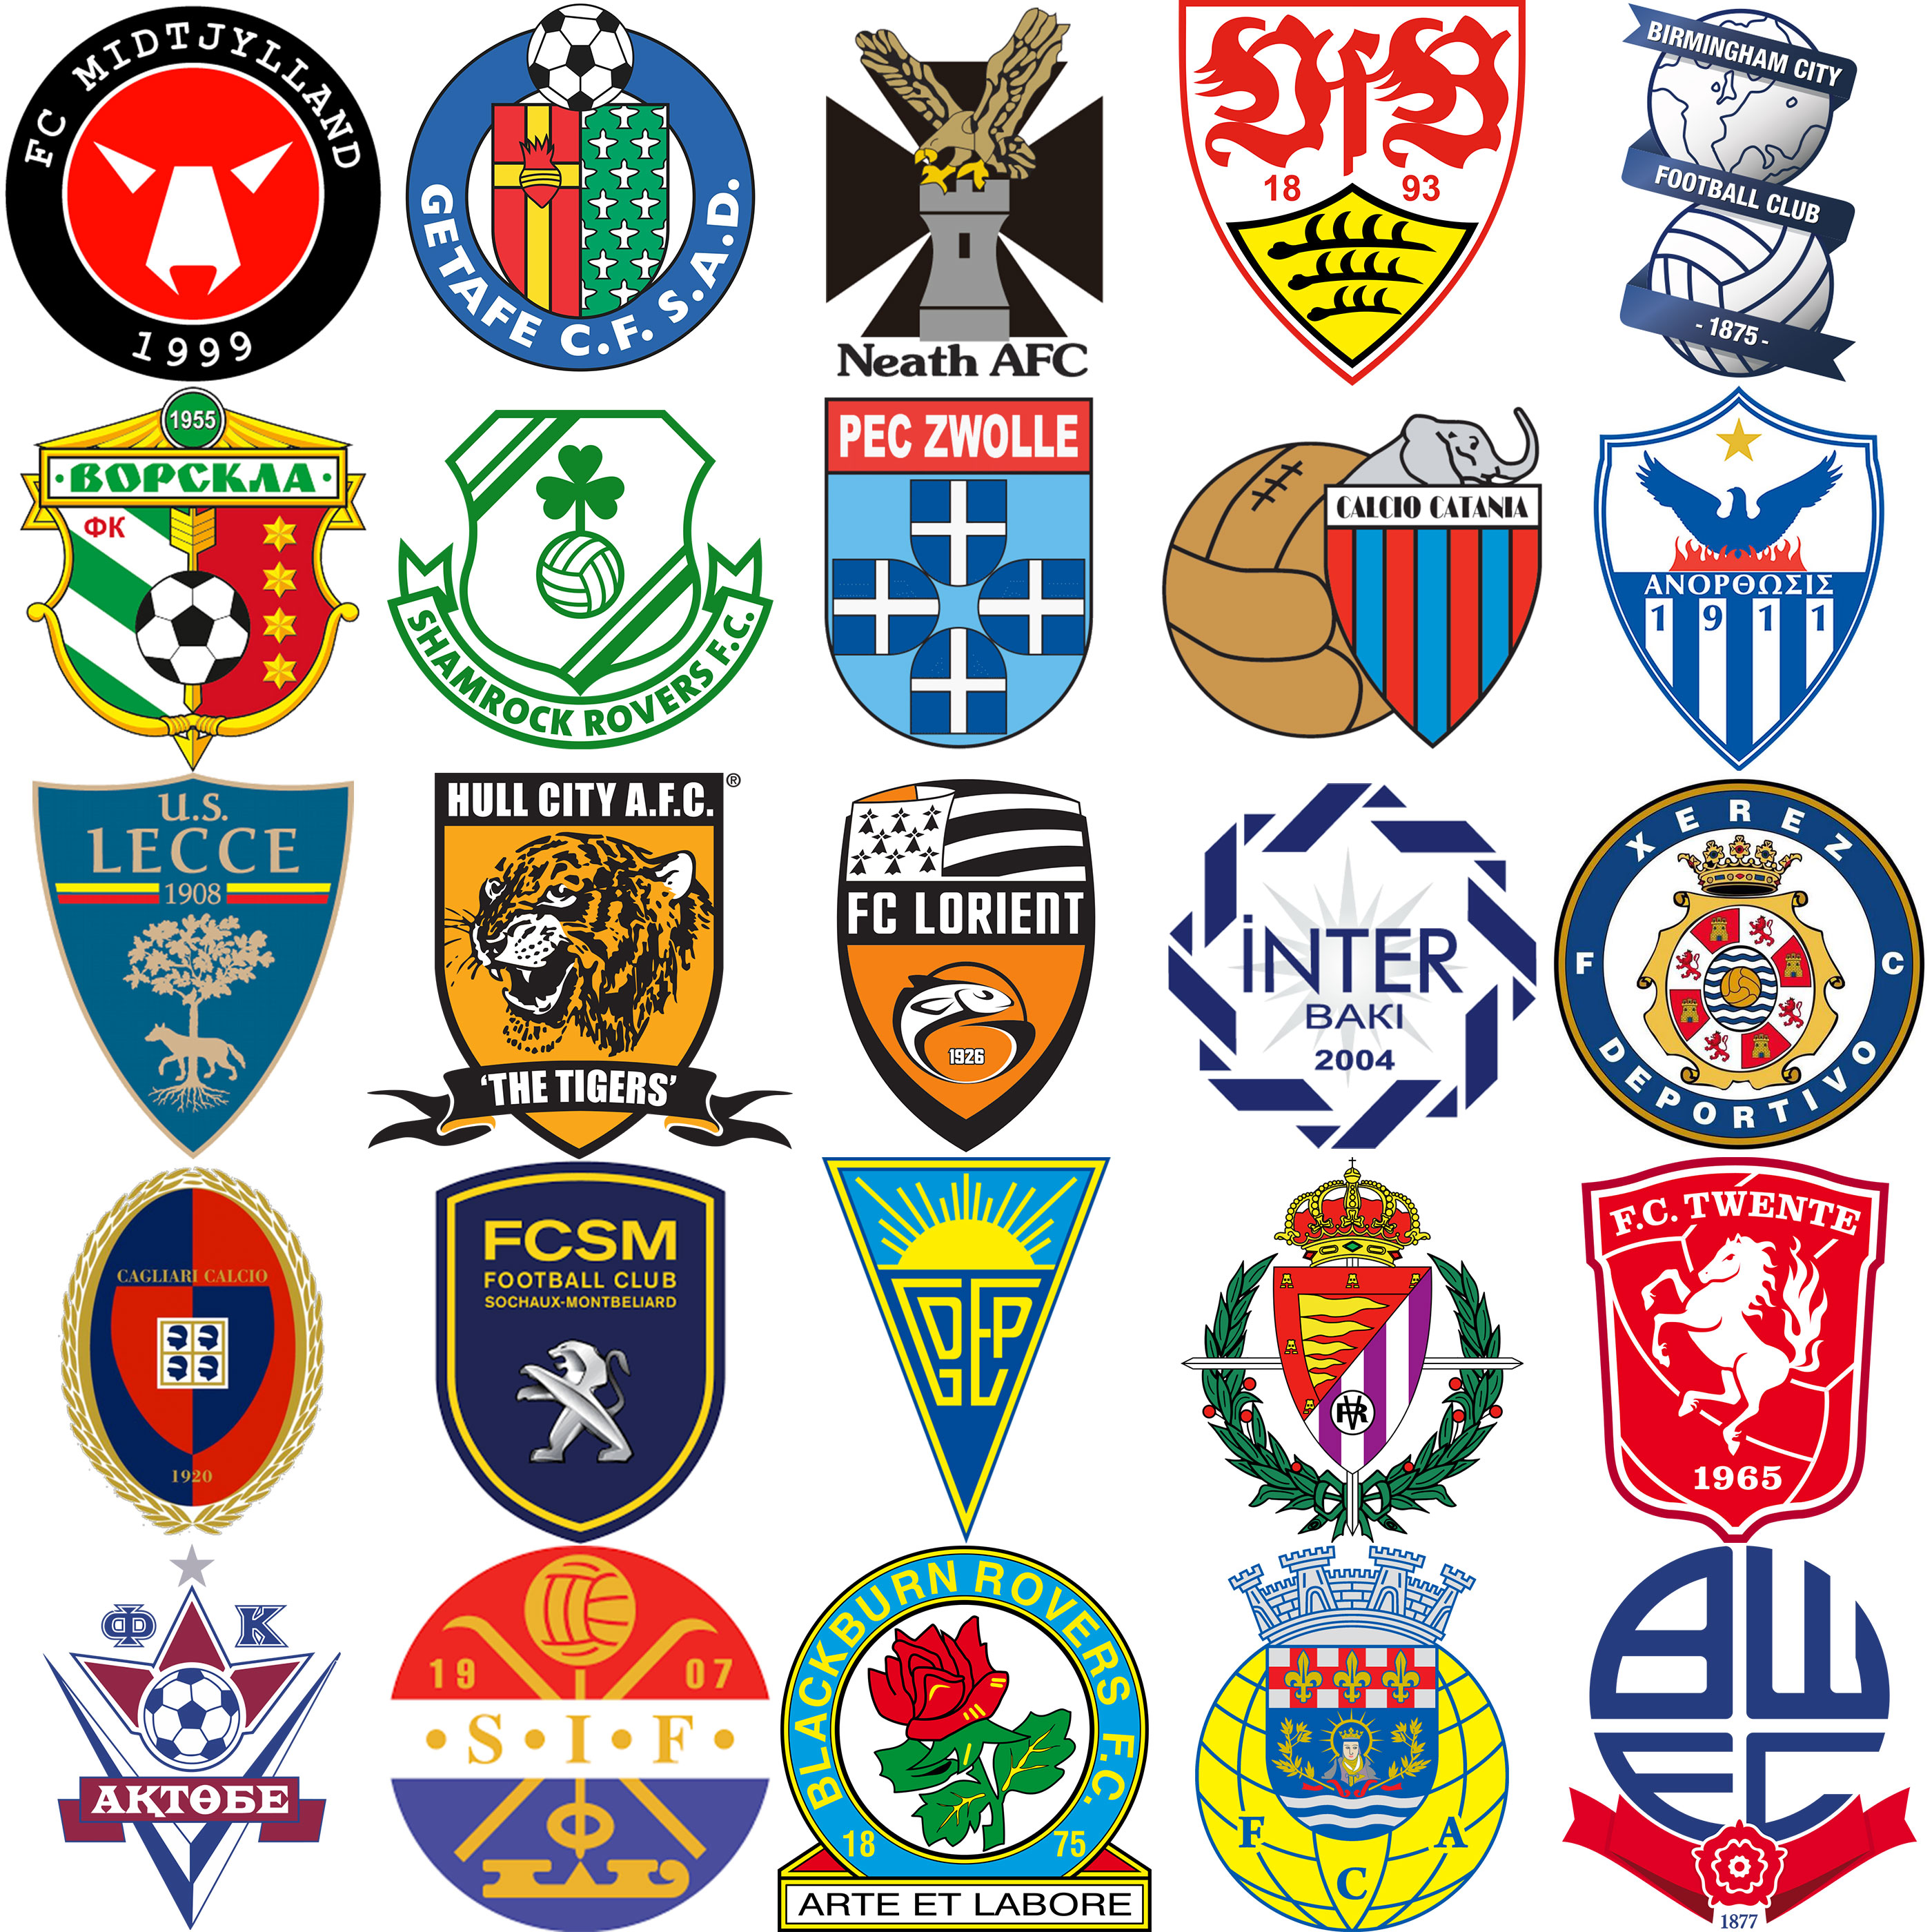 FC MIDTJYLLAND
1999
GETAFE C.F. S.A.D.
Neath AFC
VfB
18 93
BIRMINGHAM CITY
FOOTBALL CLUB
- 1875 -
1955
·ВОРСКЛА·
ФК
SHAMROCK ROVERS F.C.
PEC ZWOLLE
CALCIO CATANIA
ΑΝΟΡΘΩΣΙΣ
1911
U.S.
LECCE
1908
HULL CITY A.F.C.®
'THE TIGERS'
FC LORIENT
1926
İNTER
BAKI
2004
XEREZ
F C
DEPORTIVO
CAGLIARI CALCIO
1920
FCSM
FOOTBALL CLUB
SOCHAUX-MONTBELIARD
GDEP
VR
F.C. TWENTE
1965
Ф К
АҚТӨБЕ
19 07
·S·I·F·
BLACKBURN ROVERS F.C.
18 75
ARTE ET LABORE
F A
C
BWFC
1877